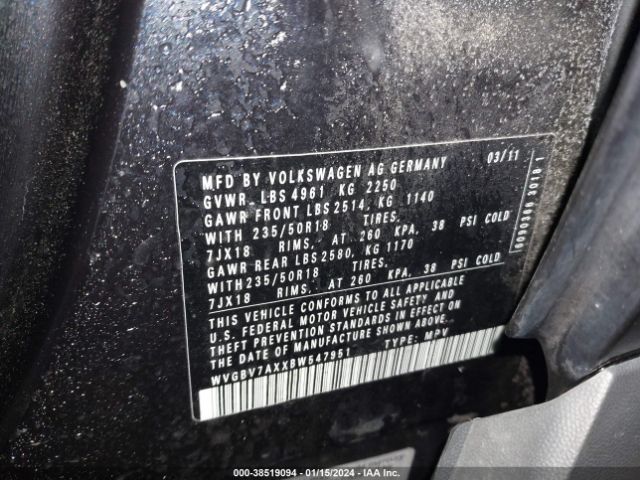 MFD BY VOLKSWAGEN AG GERMANY 03/11
GVWR. LBS 4961 KG 2250
GAWR FRONT LBS 2514, KG 1140
WITH 235/50R18 TIRES.
7JX18 RIMS. AT 260 KPA, 38 PSI COLD
GAWR REAR LBS 2580, KG 1170
WITH 235/50R18 TIRES.
7JX18 RIMS. AT 260 KPA, 38 PSI COLD
THIS VEHICLE CONFORMS TO ALL APPLICABLE
U.S. FEDERAL MOTOR VEHICLE SAFETY AND
THEFT PREVENTION STANDARDS IN EFFECT ON
THE DATE OF MANUFACTURE SHOWN ABOVE.
WVGBV7AXXBW547951 TYPE: MPV
000-38519094 - 01/15/2024 - IAA Inc.